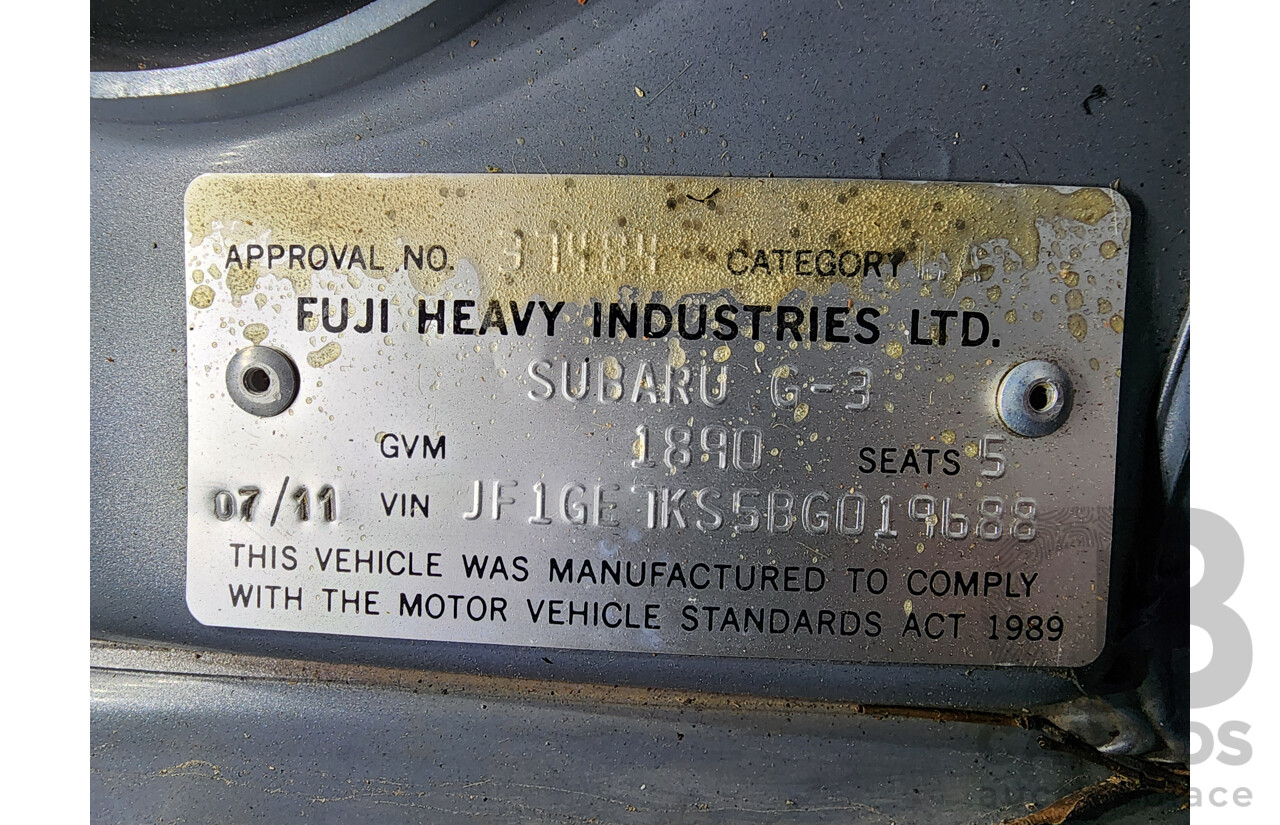 APPROVAL NO. 37484 CATEGORY
FUJI HEAVY INDUSTRIES LTD.
SUBARU G-3
GVM 1890 SEATS 5
07/11 VIN JF1GE7KS5BG019688
THIS VEHICLE WAS MANUFACTURED TO COMPLY
WITH THE MOTOR VEHICLE STANDARDS ACT 1989